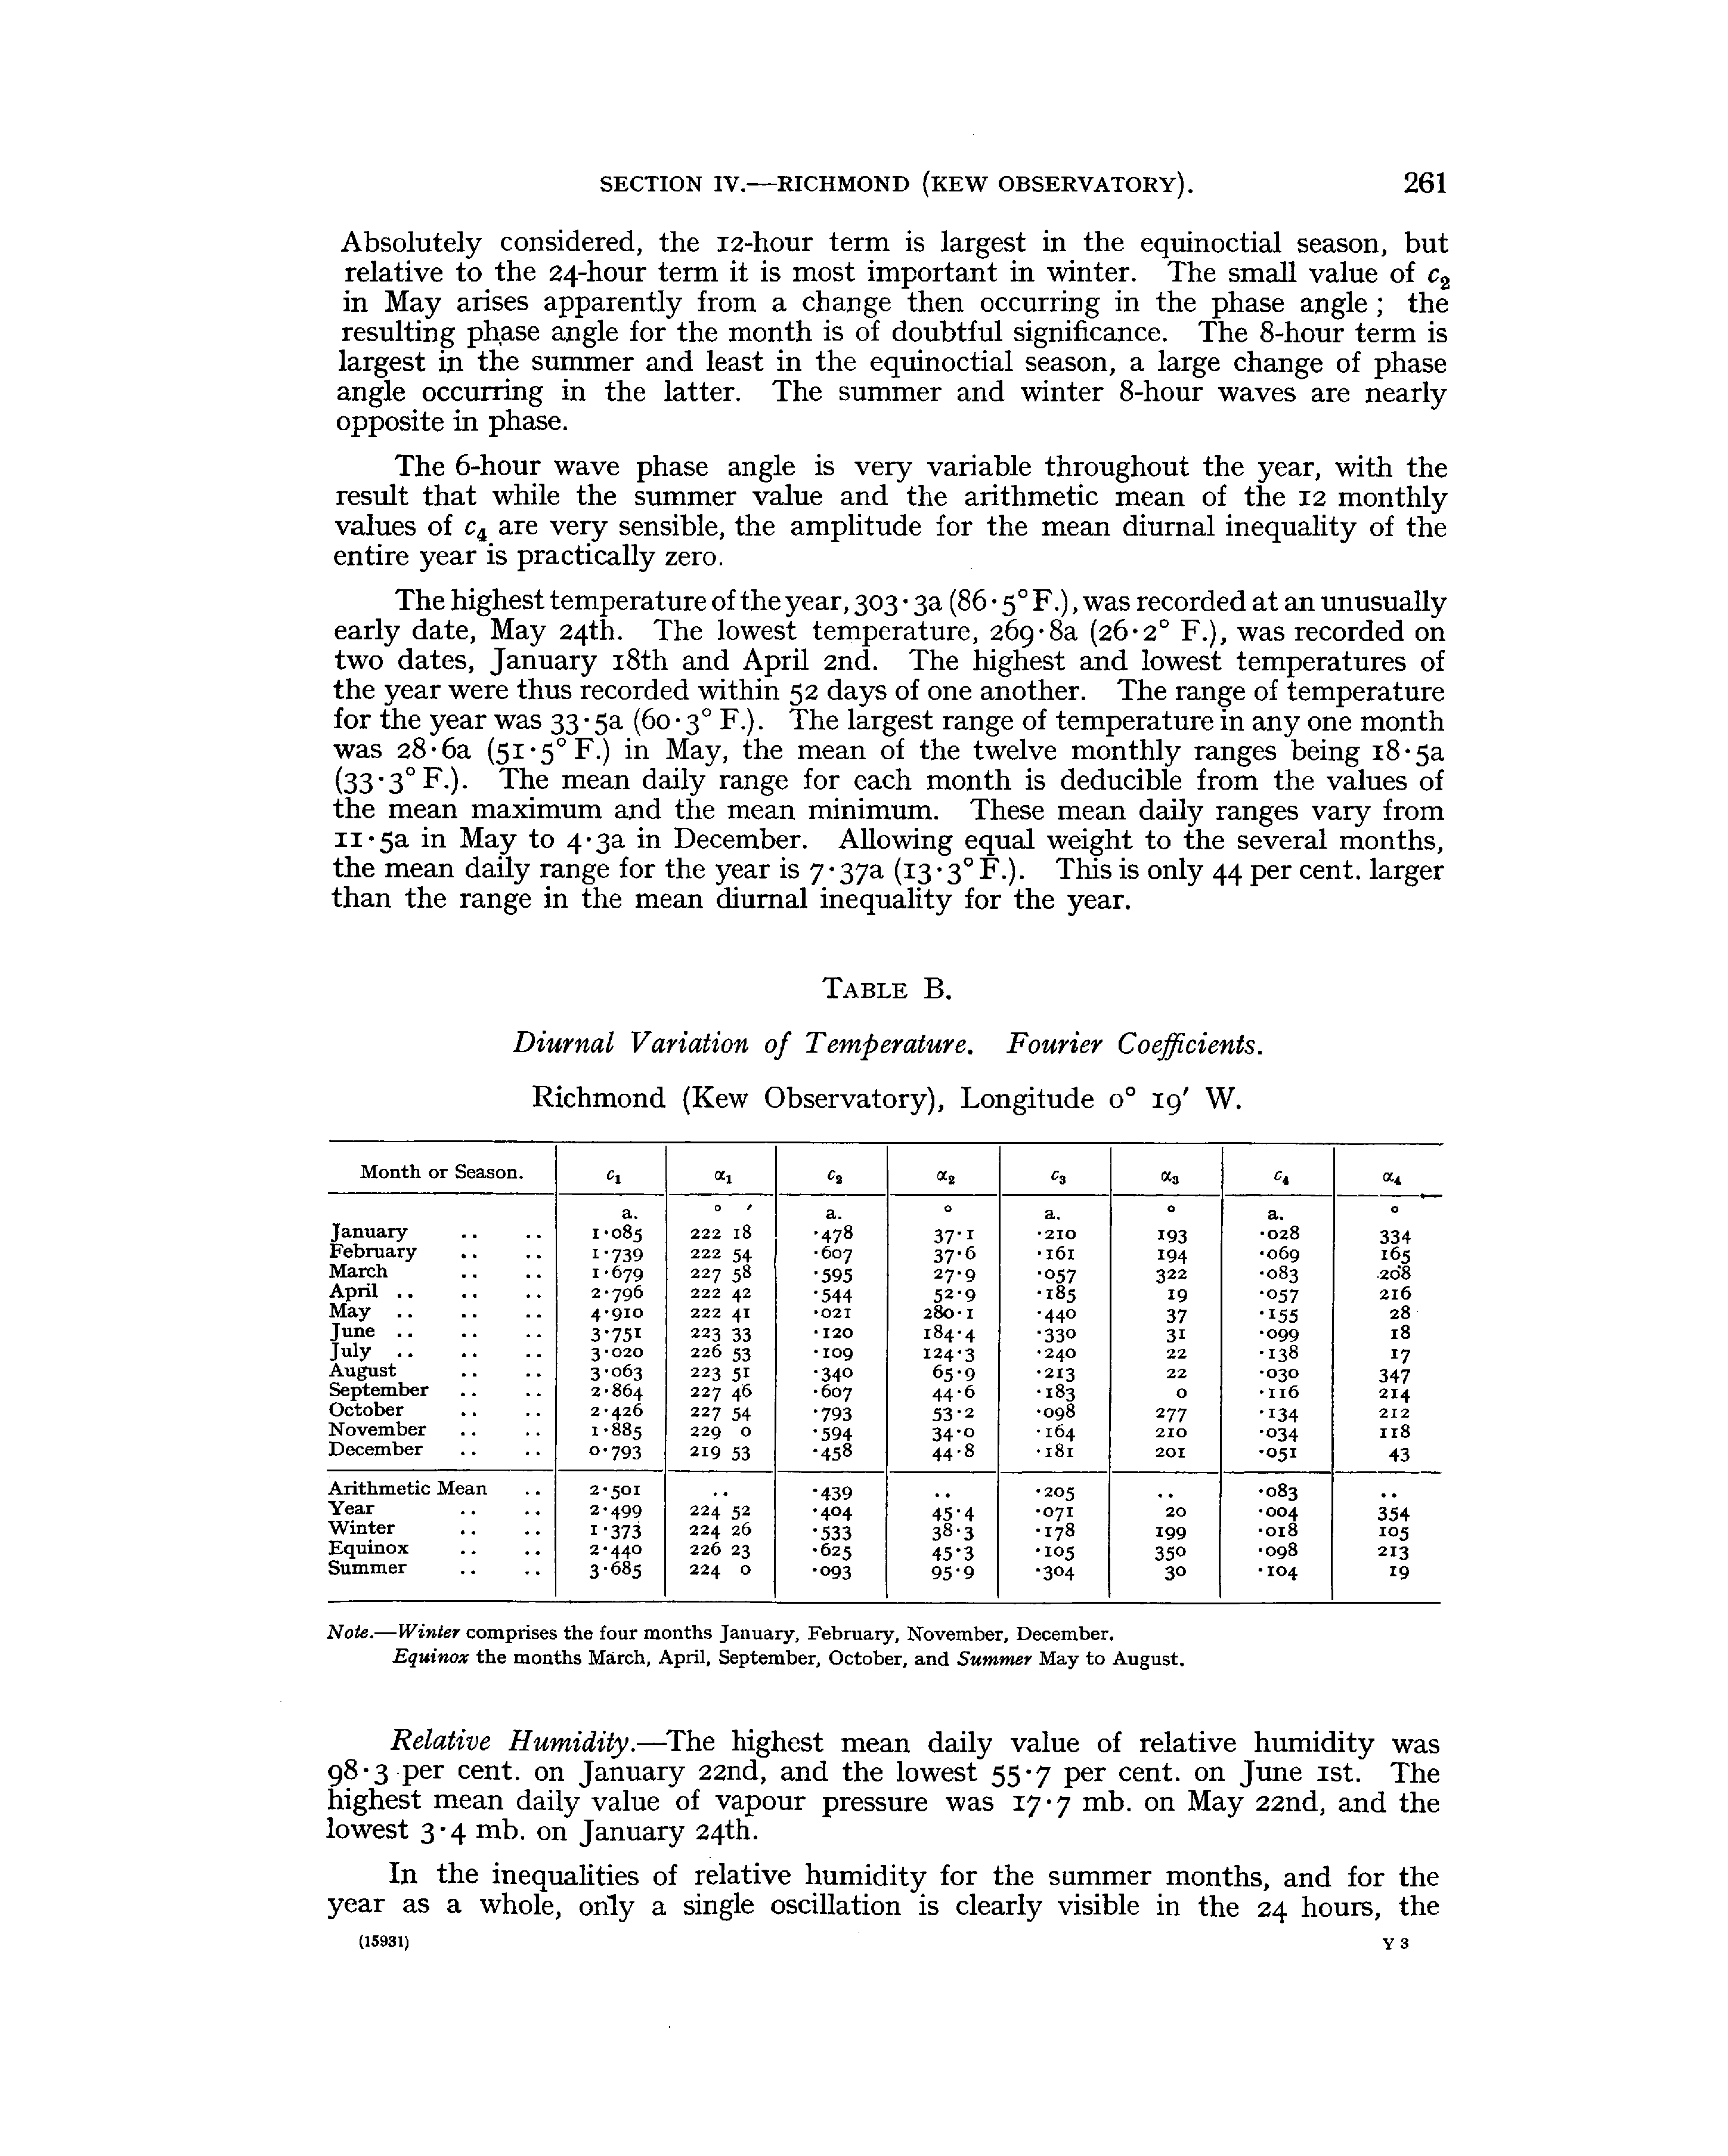 SECTION IV.—RICHMOND (KEW OBSERVATORY). 261
Absolutely considered, the 12-hour term is largest in the equinoctial season, but
relative to the 24-hour term it is most important in winter. The small value of c₂
in May arises apparently from a change then occurring in the phase angle; the
resulting phase angle for the month is of doubtful significance. The 8-hour term is
largest in the summer and least in the equinoctial season, a large change of phase
angle occurring in the latter. The summer and winter 8-hour waves are nearly
opposite in phase.
The 6-hour wave phase angle is very variable throughout the year, with the
result that while the summer value and the arithmetic mean of the 12 monthly
values of c₄ are very sensible, the amplitude for the mean diurnal inequality of the
entire year is practically zero.
The highest temperature of the year, 303·3a (86·5° F.), was recorded at an unusually
early date, May 24th. The lowest temperature, 269·8a (26·2° F.), was recorded on
two dates, January 18th and April 2nd. The highest and lowest temperatures of
the year were thus recorded within 52 days of one another. The range of temperature
for the year was 33·5a (60·3° F.). The largest range of temperature in any one month
was 28·6a (51·5° F.) in May, the mean of the twelve monthly ranges being 18·5a
(33·3° F.). The mean daily range for each month is deducible from the values of
the mean maximum and the mean minimum. These mean daily ranges vary from
11·5a in May to 4·3a in December. Allowing equal weight to the several months,
the mean daily range for the year is 7·37a (13·3° F.). This is only 44 per cent. larger
than the range in the mean diurnal inequality for the year.
TABLE B.
Diurnal Variation of Temperature. Fourier Coefficients.
Richmond (Kew Observatory), Longitude 0° 19′ W.
Month or Season. c₁ α₁ c₂ α₂ c₃ α₃ c₄ α₄
a. ° ′ a. ° a. ° a. °
January .. .. 1·085 222 18 ·478 37·1 ·210 193 ·028 334
February .. .. 1·739 222 54 ·607 37·6 ·161 194 ·069 165
March .. .. 1·679 227 58 ·595 27·9 ·057 322 ·083 208
April .. .. .. 2·796 222 42 ·544 52·9 ·185 19 ·057 216
May .. .. .. 4·910 222 41 ·021 280·1 ·440 37 ·155 28
June .. .. .. 3·751 223 33 ·120 184·4 ·330 31 ·099 18
July .. .. .. 3·020 226 53 ·109 124·3 ·240 22 ·138 17
August .. .. 3·063 223 51 ·340 65·9 ·213 22 ·030 347
September .. .. 2·864 227 46 ·607 44·6 ·183 0 ·116 214
October .. .. 2·426 227 54 ·793 53·2 ·098 277 ·134 212
November .. .. 1·885 229 0 ·594 34·0 ·164 210 ·034 118
December .. .. 0·793 219 53 ·458 44·8 ·181 201 ·051 43
Arithmetic Mean .. 2·501 .. ·439 .. ·205 .. ·083 ..
Year .. .. 2·499 224 52 ·404 45·4 ·071 20 ·004 354
Winter .. .. 1·373 224 26 ·533 38·3 ·178 199 ·018 105
Equinox .. .. 2·440 226 23 ·625 45·3 ·105 350 ·098 213
Summer .. .. 3·685 224 0 ·093 95·9 ·304 30 ·104 19
Note.—Winter comprises the four months January, February, November, December.
Equinox the months March, April, September, October, and Summer May to August.
Relative Humidity.—The highest mean daily value of relative humidity was
98·3 per cent. on January 22nd, and the lowest 55·7 per cent. on June 1st. The
highest mean daily value of vapour pressure was 17·7 mb. on May 22nd, and the
lowest 3·4 mb. on January 24th.
In the inequalities of relative humidity for the summer months, and for the
year as a whole, only a single oscillation is clearly visible in the 24 hours, the
(15931) Y 3